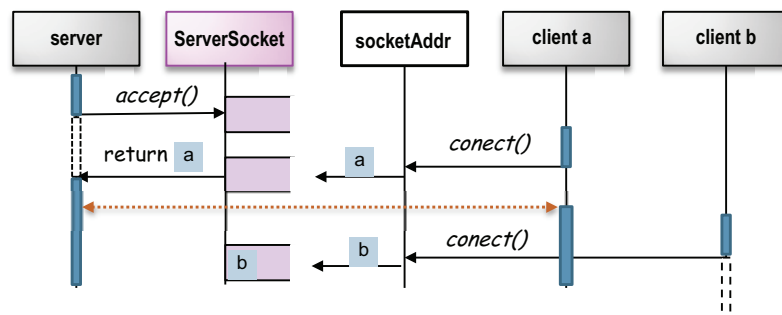 server ServerSocket socketAddr client a client b
accept()
conect()
return a a
conect()
b b